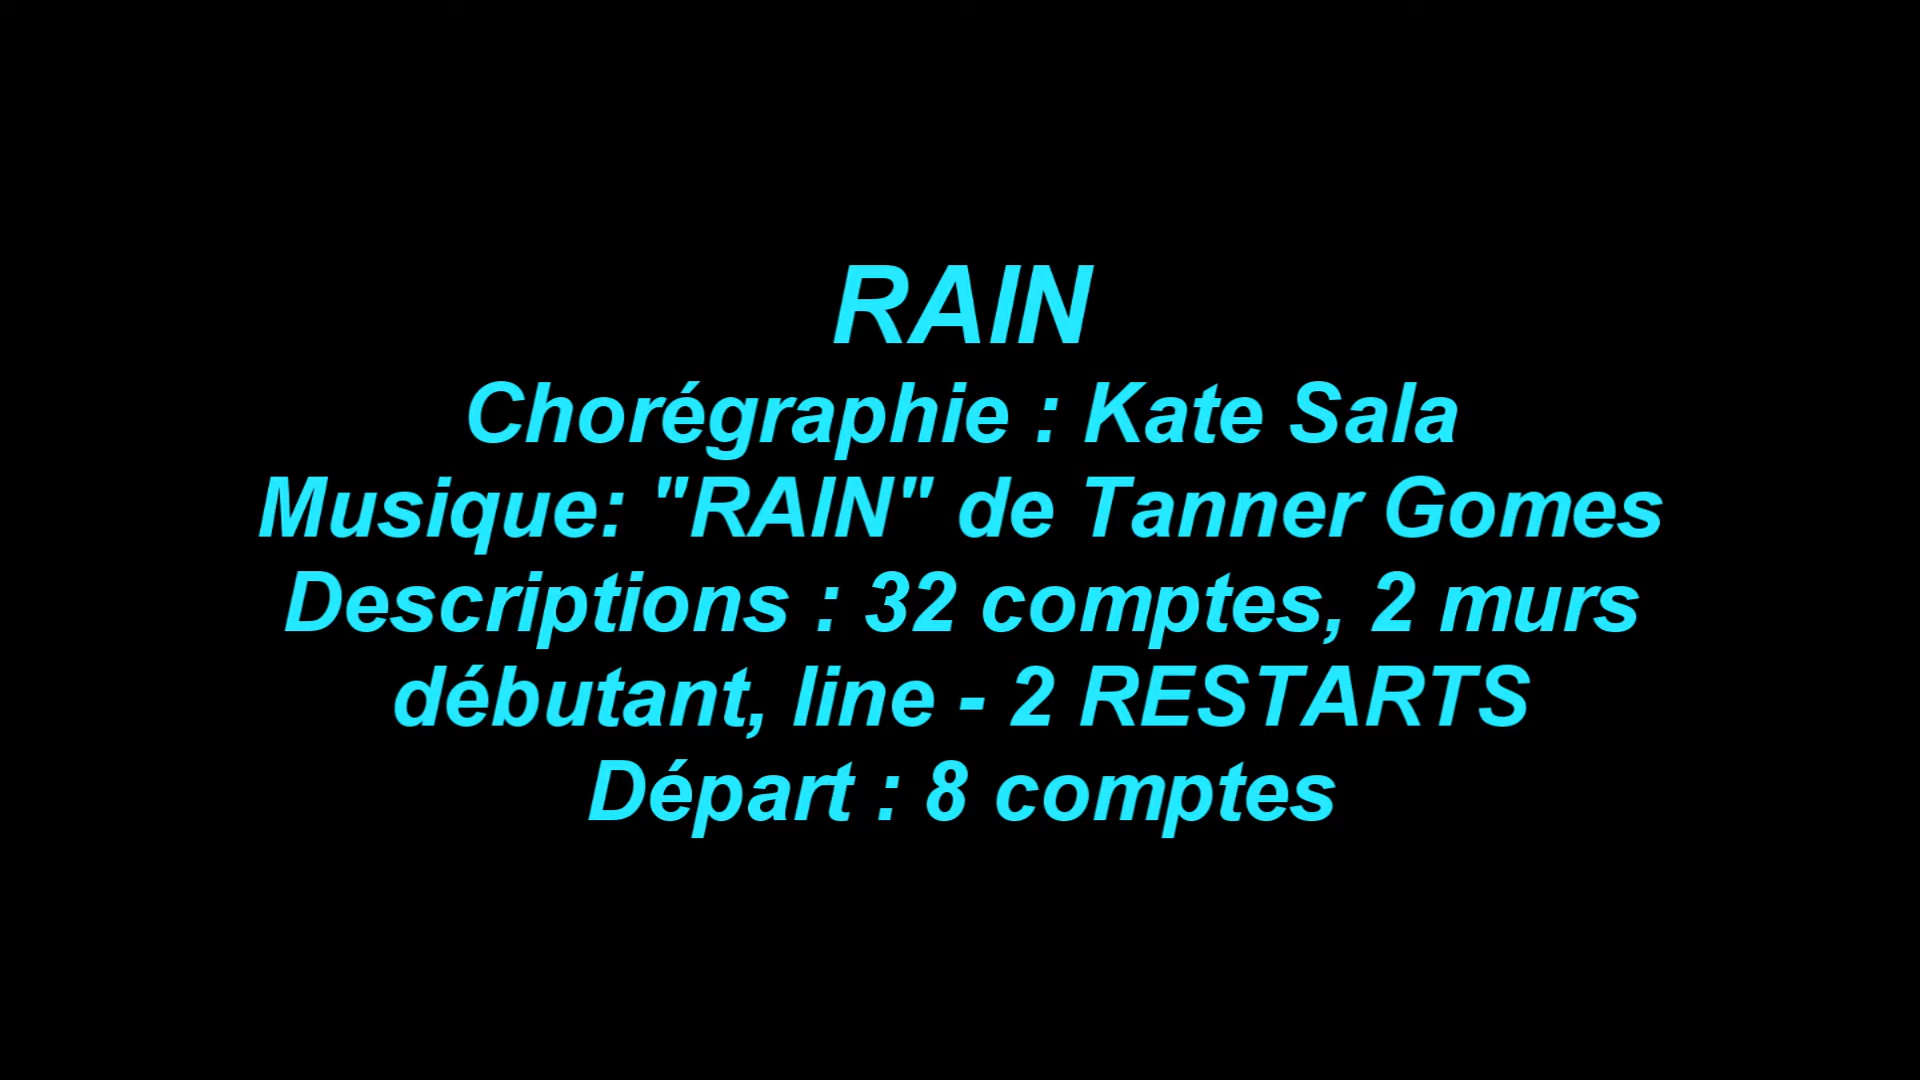 RAIN
Chorégraphie : Kate Sala
Musique: "RAIN" de Tanner Gomes
Descriptions : 32 comptes, 2 murs
débutant, line - 2 RESTARTS
Départ : 8 comptes